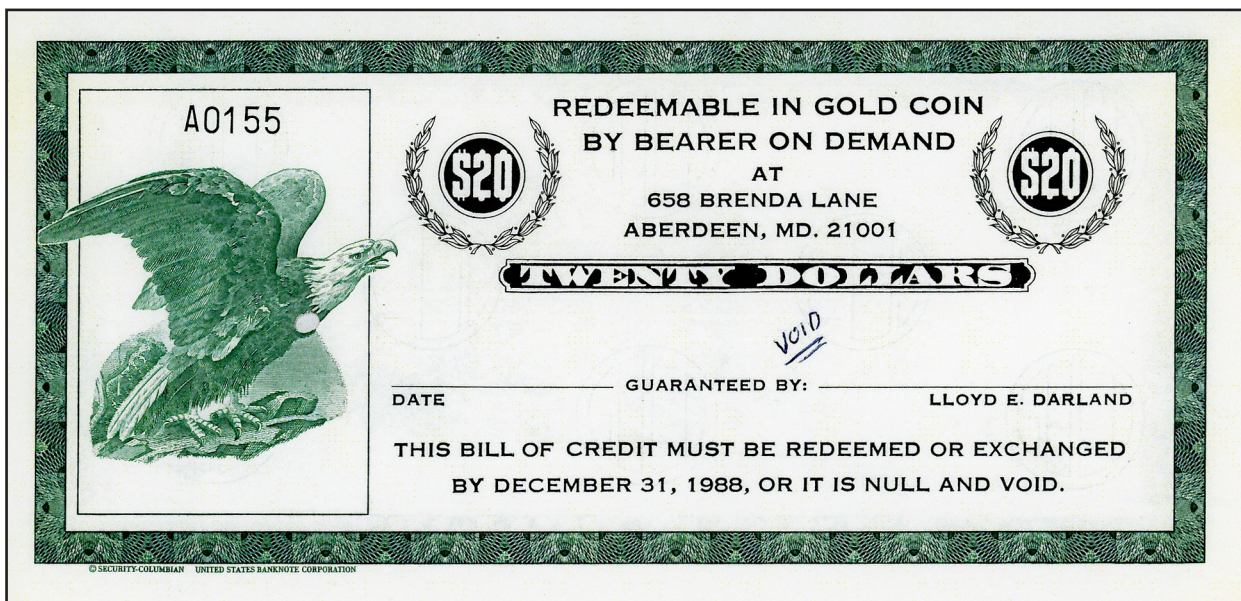 A0155
REDEEMABLE IN GOLD COIN
BY BEARER ON DEMAND
AT
658 BRENDA LANE
ABERDEEN, MD. 21001
$20
$20
TWENTY DOLLARS
VOID
GUARANTEED BY:
DATE
LLOYD E. DARLAND
THIS BILL OF CREDIT MUST BE REDEEMED OR EXCHANGED
BY DECEMBER 31, 1988, OR IT IS NULL AND VOID.
© SECURITY-COLUMBIAN UNITED STATES BANKNOTE CORPORATION